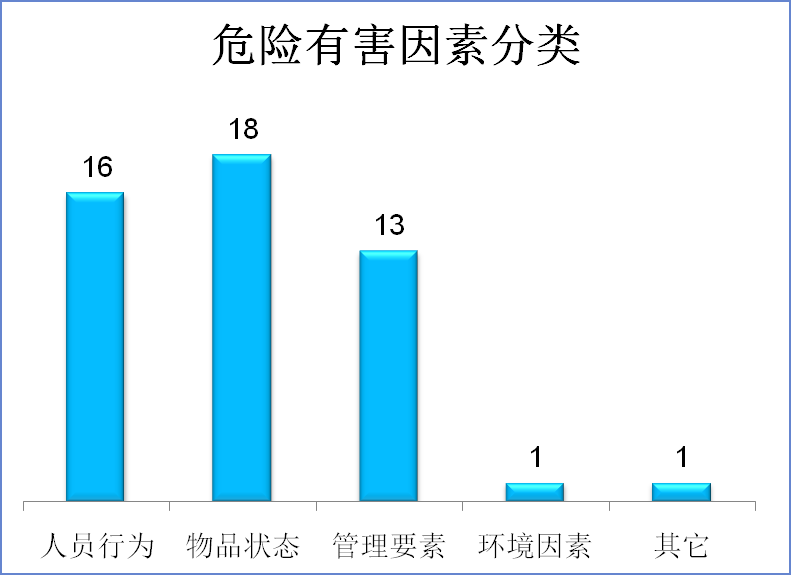 危险有害因素分类
16
18
13
1
1
人员行为
物品状态
管理要素
环境因素
其它